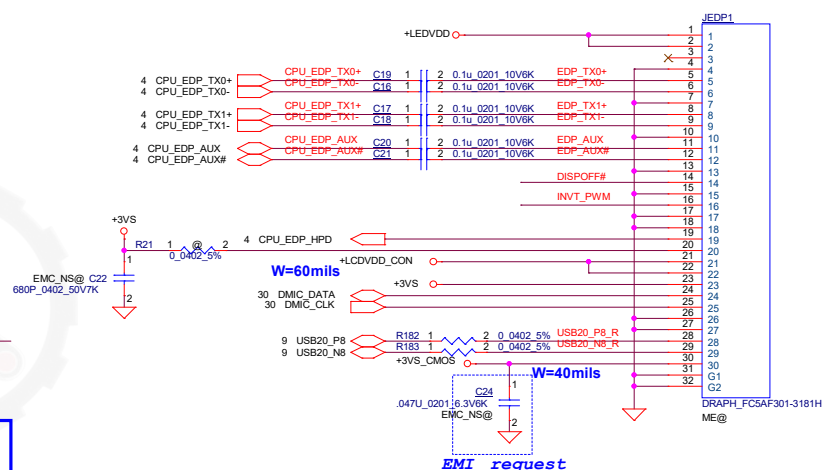 JEDP1
+LEDVDD 1 1
2 2
3 3
4 4
4 CPU_EDP_TX0+ CPU_EDP_TX0+ C19 1 2 0.1u_0201_10V6K EDP_TX0+ 5 5
4 CPU_EDP_TX0- CPU_EDP_TX0- C16 1 2 0.1u_0201_10V6K EDP_TX0- 6 6
7 7
4 CPU_EDP_TX1+ CPU_EDP_TX1+ C17 1 2 0.1u_0201_10V6K EDP_TX1+ 8 8
4 CPU_EDP_TX1- CPU_EDP_TX1- C18 1 2 0.1u_0201_10V6K EDP_TX1- 9 9
10 10
4 CPU_EDP_AUX CPU_EDP_AUX C20 1 2 0.1u_0201_10V6K EDP_AUX 11 11
4 CPU_EDP_AUX# CPU_EDP_AUX# C21 1 2 0.1u_0201_10V6K EDP_AUX# 12 12
13 13
DISPOFF# 14 14
15 15
INVT_PWM 16 16
17 17
18 18
+3VS
4 CPU_EDP_HPD 19 19
R21 1 @ 2 20 20
0_0402_5%
+LCDVDD_CON 21 21
W=60mils
22 22
1
EMC_NS@ C22
680P_0402_50V7K
2
+3VS 23 23
30 DMIC_DATA 24 24
30 DMIC_CLK 25 25
26 26
27 27
9 USB20_P8 R182 1 2 0_0402_5% USB20_P8_R 28 28
9 USB20_N8 R183 1 2 0_0402_5% USB20_N8_R 29 29
+3VS_CMOS 30 30
W=40mils
31 G1
32 G2
C24 1
.047U_0201_6.3V6K
EMC_NS@
2
DRAPH_FC5AF301-3181H
ME@
EMI request